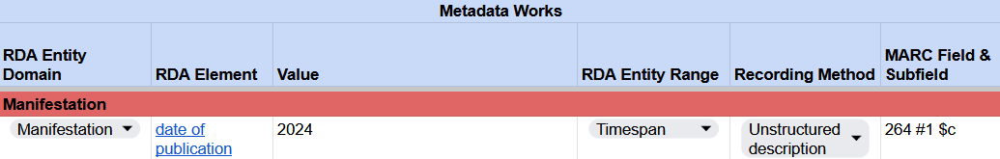 Metadata Works
RDA Entity Domain RDA Element Value RDA Entity Range Recording Method MARC Field & Subfield
Manifestation
Manifestation date of publication 2024 Timespan Unstructured description 264 #1 $c